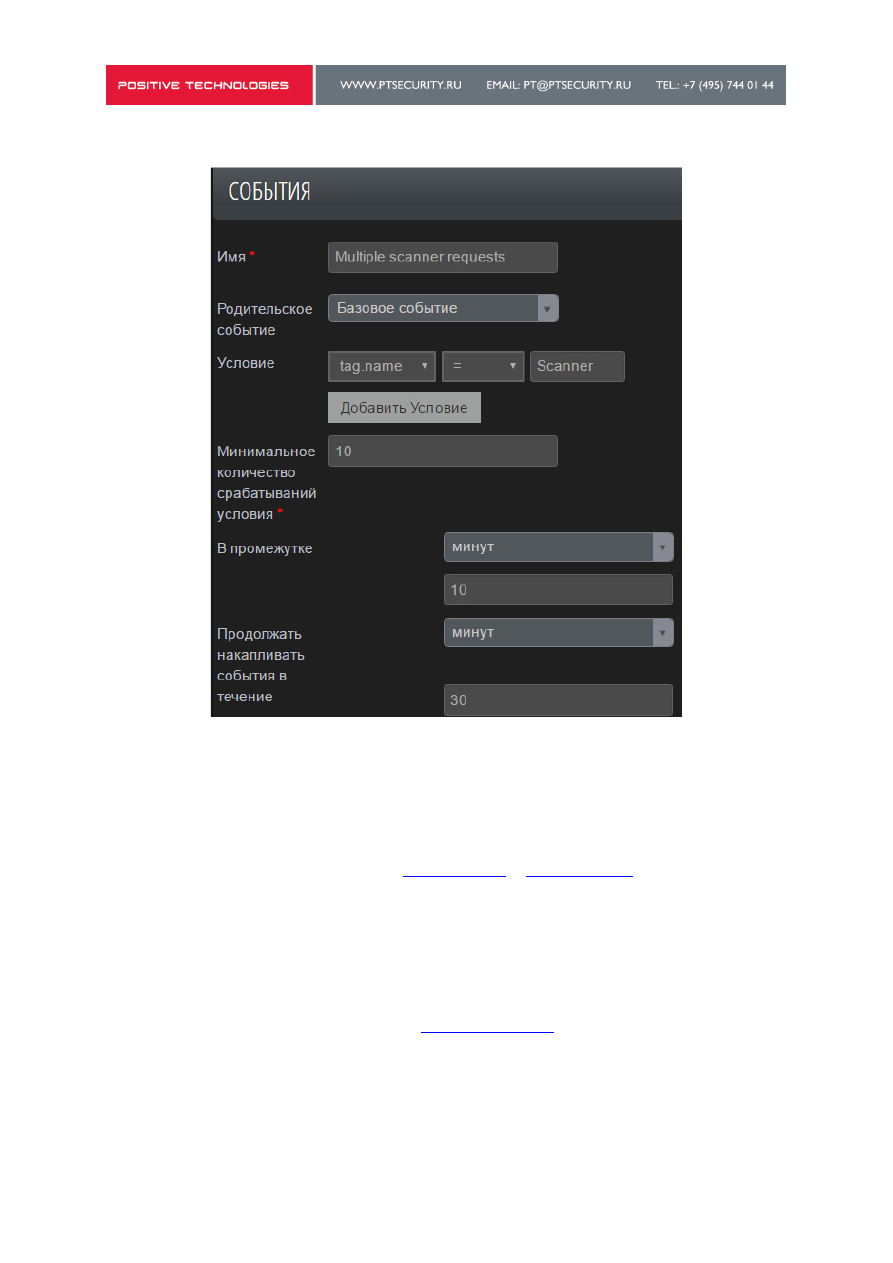 POSITIVE TECHNOLOGIES WWW.PTSECURITY.RU EMAIL: PT@PTSECURITY.RU TEL.: +7 (495) 744 01 44
СОБЫТИЯ
Имя * Multiple scanner requests
Родительское событие Базовое событие
Условие tag.name = Scanner
Добавить Условие
Минимальное количество срабатываний условия * 10
В промежутке минут
10
Продолжать накапливать события в течение минут
30